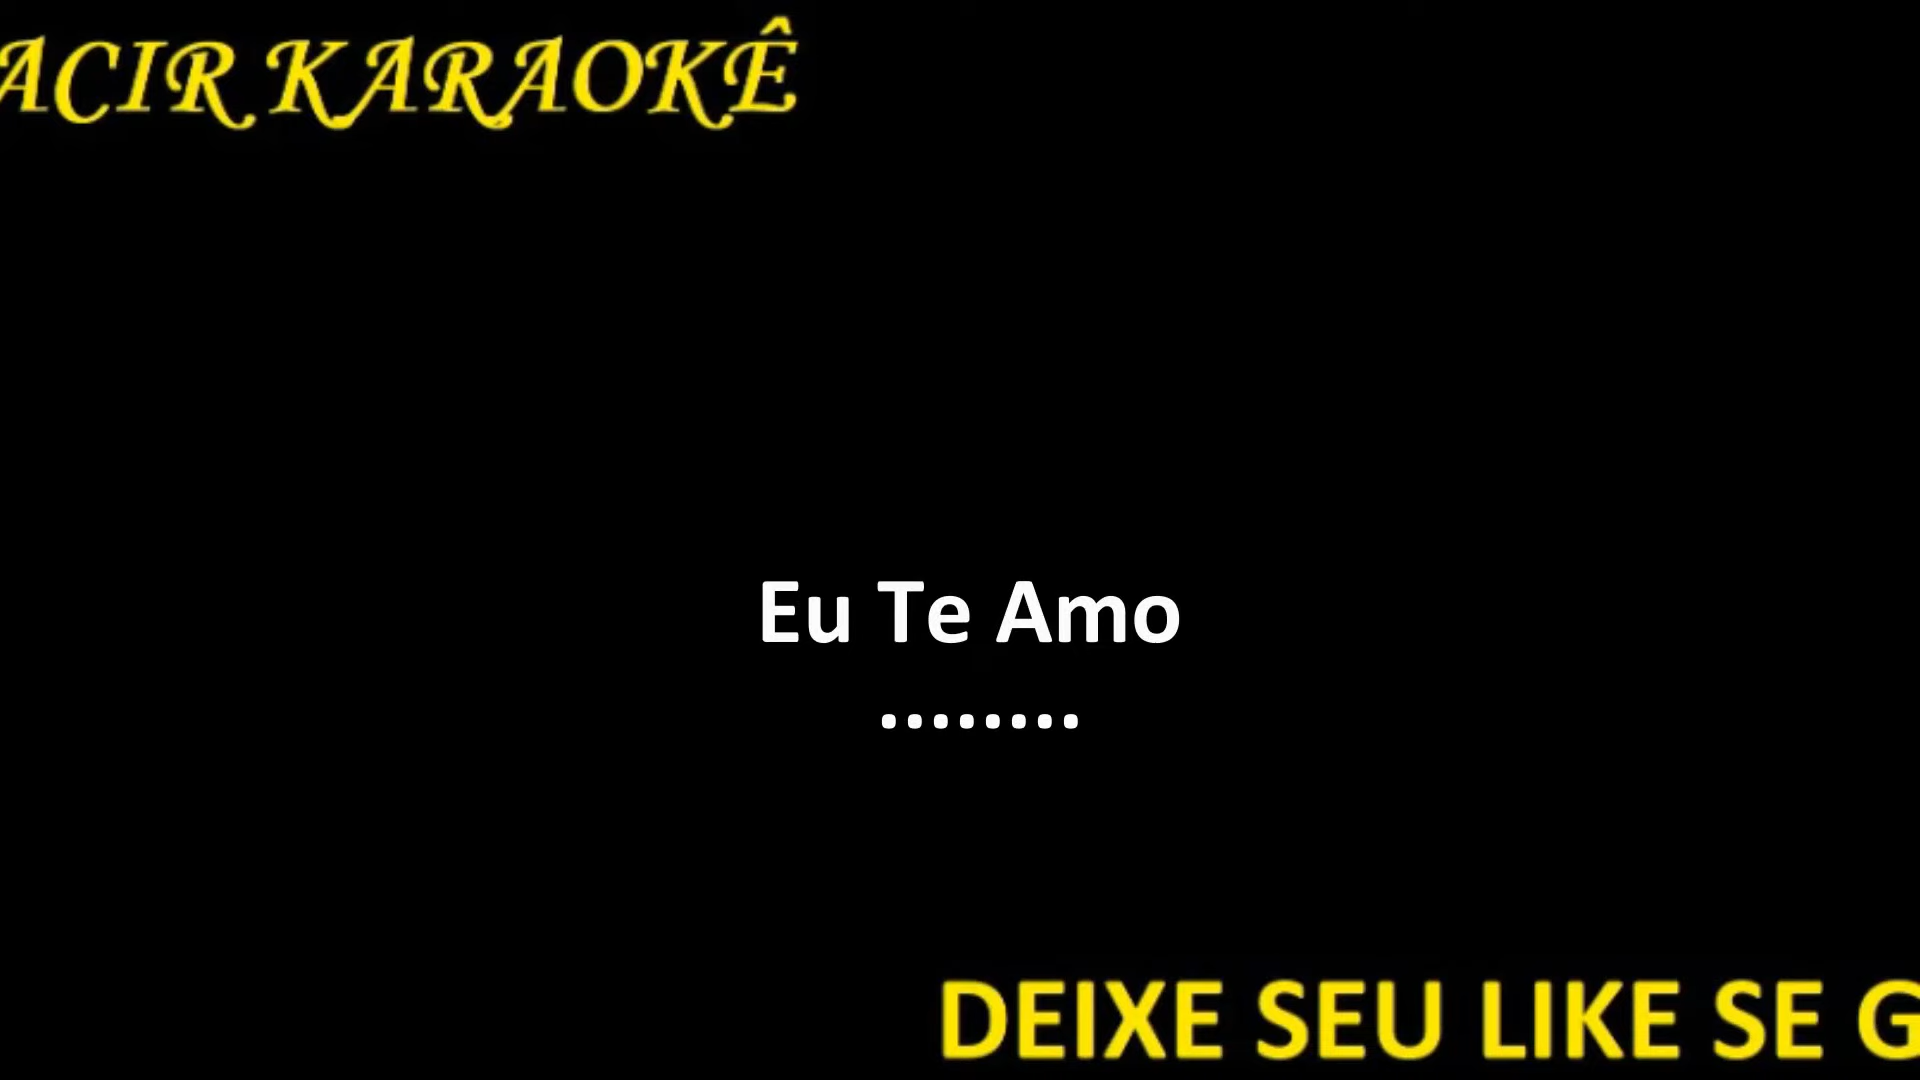 ACIR KARAOKÊ
Eu Te Amo
........
DEIXE SEU LIKE SE G